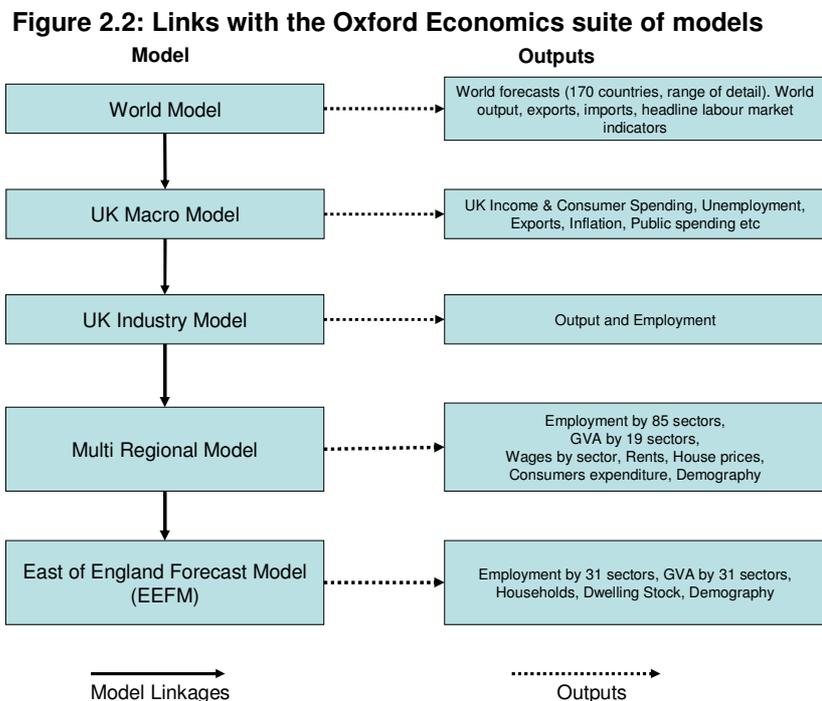 Figure 2.2: Links with the Oxford Economics suite of models
Model
Outputs
World Model
World forecasts (170 countries, range of detail). World
output, exports, imports, headline labour market
indicators
UK Macro Model
UK Income & Consumer Spending, Unemployment,
Exports, Inflation, Public spending etc
UK Industry Model
Output and Employment
Multi Regional Model
Employment by 85 sectors,
GVA by 19 sectors,
Wages by sector, Rents, House prices,
Consumers expenditure, Demography
East of England Forecast Model
(EEFM)
Employment by 31 sectors, GVA by 31 sectors,
Households, Dwelling Stock, Demography
Model Linkages
Outputs